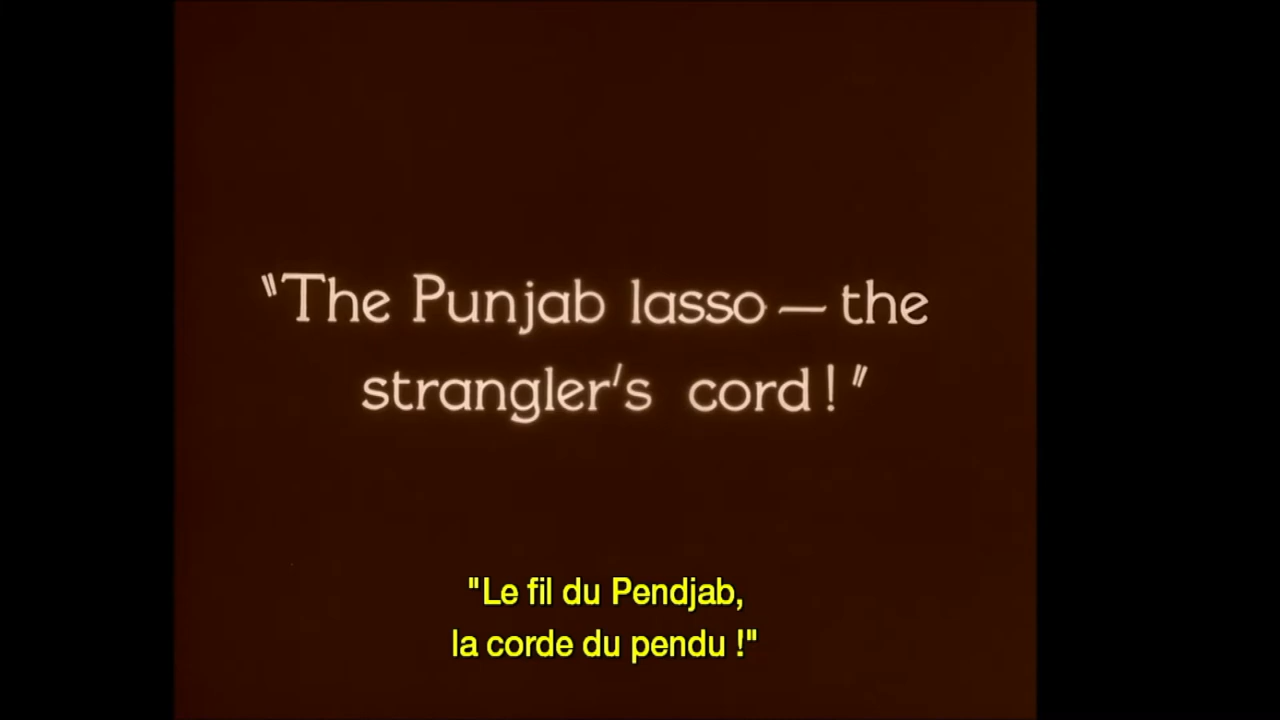 "The Punjab lasso — the
strangler's cord!"
"Le fil du Pendjab,
la corde du pendu !"